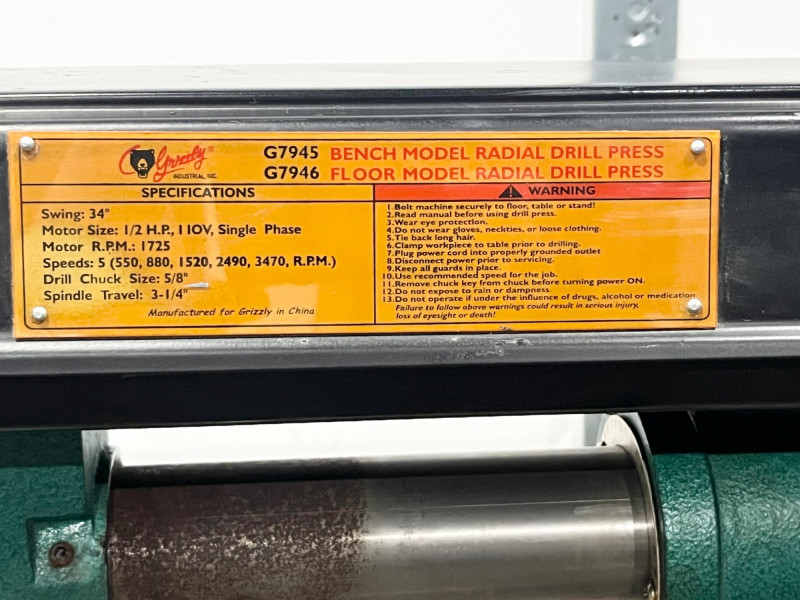 Grizzly®
INDUSTRIAL, INC.
G7945 BENCH MODEL RADIAL DRILL PRESS
G7946 FLOOR MODEL RADIAL DRILL PRESS
SPECIFICATIONS
Swing: 34"
Motor Size: 1/2 H.P., 110V, Single Phase
Motor R.P.M.: 1725
Speeds: 5 (550, 880, 1520, 2490, 3470, R.P.M.)
Drill Chuck Size: 5/8"
Spindle Travel: 3-1/4"
Manufactured for Grizzly in China
WARNING
1.Bolt machine securely to floor, table or stand!
2.Read manual before using drill press.
3.Wear eye protection.
4.Do not wear gloves, neckties, or loose clothing.
5.Tie back long hair.
6.Clamp workpiece to table prior to drilling.
7.Plug power cord into properly grounded outlet
8.Disconnect power prior to servicing.
9.Keep all guards in place.
10.Use recommended speed for the job.
11.Remove chuck key from chuck before turning power ON.
12.Do not expose to rain or dampness.
13.Do not operate if under the influence of drugs, alcohol or medication
Failure to follow above warnings could result in serious injury,
loss of eyesight or death!